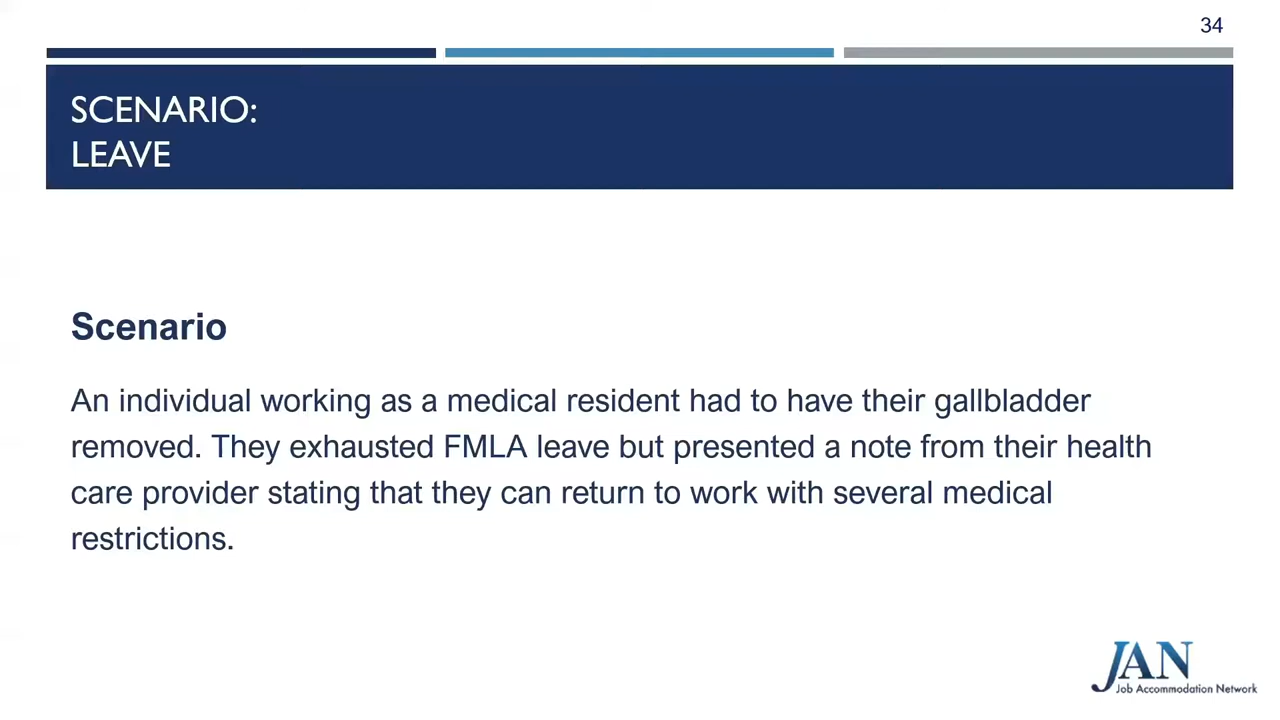 34
SCENARIO:
LEAVE
Scenario
An individual working as a medical resident had to have their gallbladder
removed. They exhausted FMLA leave but presented a note from their health
care provider stating that they can return to work with several medical
restrictions.
JAN
Job Accommodation Network